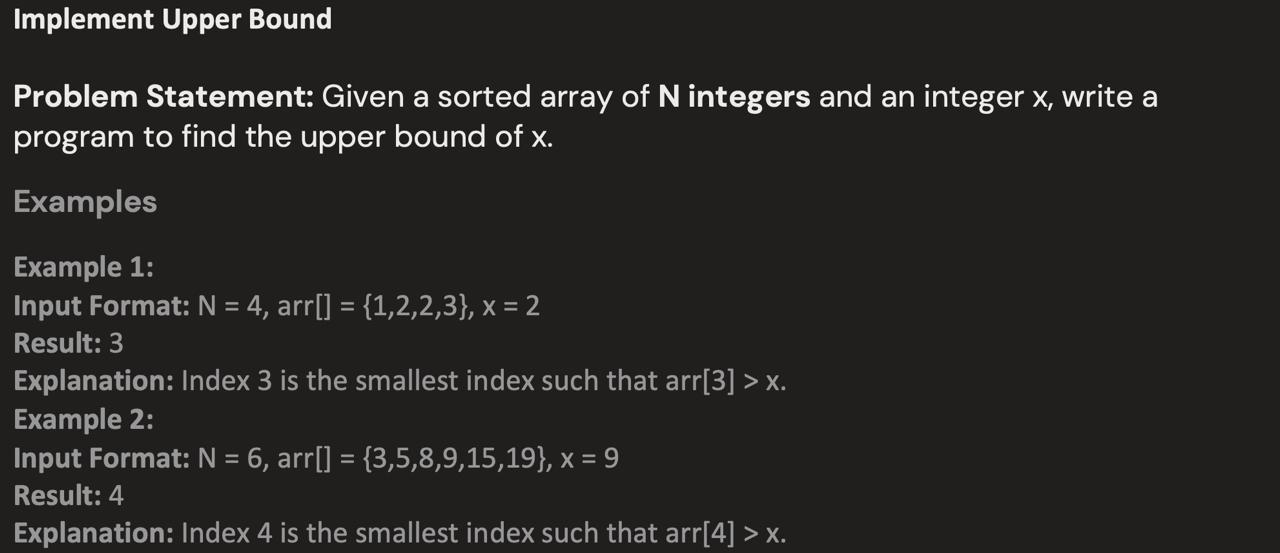 Implement Upper Bound
Problem Statement: Given a sorted array of N integers and an integer x, write a
program to find the upper bound of x.
Examples
Example 1:
Input Format: N = 4, arr[] = {1,2,2,3}, x = 2
Result: 3
Explanation: Index 3 is the smallest index such that arr[3] > x.
Example 2:
Input Format: N = 6, arr[] = {3,5,8,9,15,19}, x = 9
Result: 4
Explanation: Index 4 is the smallest index such that arr[4] > x.